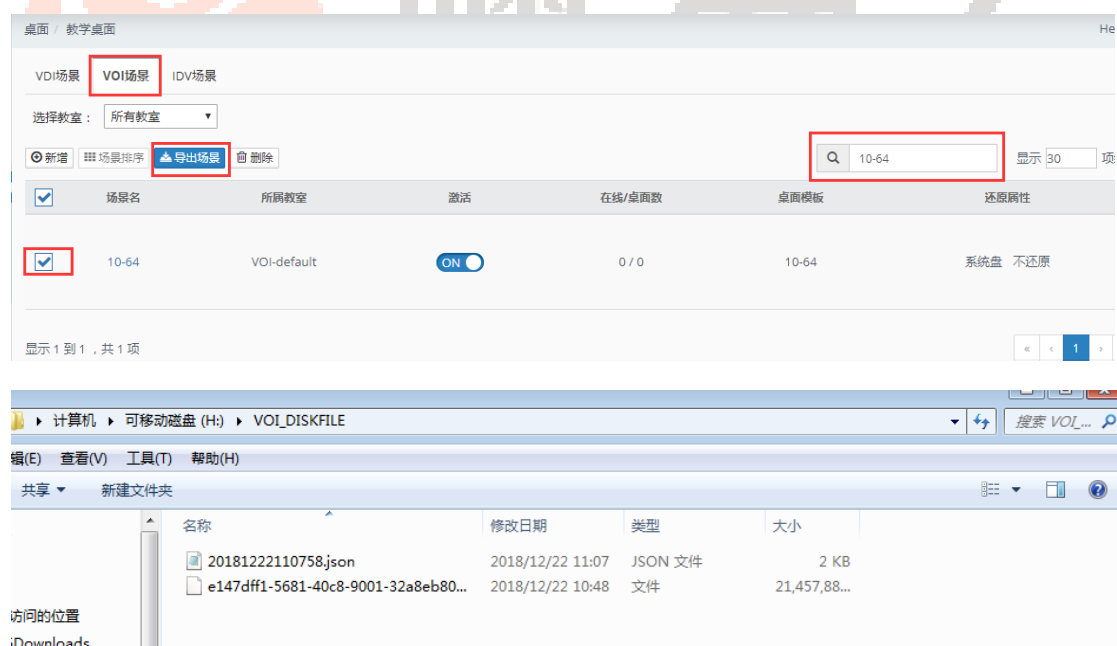 桌面 / 教学桌面 He
VDI场景 VOI场景 IDV场景
选择教室： 所有教室
新增 场景排序 导出场景 删除 10-64 显示 30 项
场景名 所属教室 激活 在线/桌面数 桌面模板 还原属性
10-64 VOI-default ON 0 / 0 10-64 系统盘 不还原
显示 1 到 1 ，共 1 项 « ‹ 1 ›
计算机 可移动磁盘 (H:) VOI_DISKFILE 搜索 VOI_...
辑(E) 查看(V) 工具(T) 帮助(H)
共享 新建文件夹
名称 修改日期 类型 大小
20181222110758.json 2018/12/22 11:07 JSON 文件 2 KB
e147dff1-5681-40c8-9001-32a8eb80... 2018/12/22 10:48 文件 21,457,88...
访问的位置
Downloads